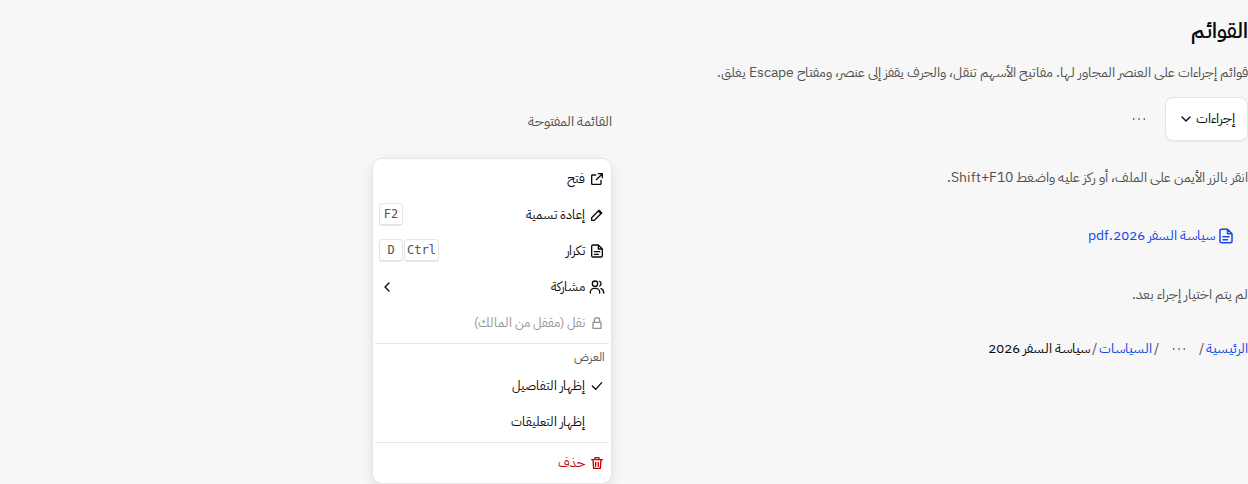 القوائم
قوائم إجراءات على العنصر المجاور لها. مفاتيح الأسهم تنقل، والحرف يقفز إلى عنصر، ومفتاح Escape يغلق.
إجراءات ···
انقر بالزر الأيمن على الملف، أو ركز عليه واضغط Shift+F10.
سياسة السفر 2026.pdf
لم يتم اختيار إجراء بعد.
الرئيسية / ··· / السياسات / سياسة السفر 2026
القائمة المفتوحة
فتح
إعادة تسمية F2
تكرار Ctrl D
مشاركة
نقل (مقفل من المالك)
العرض
إظهار التفاصيل
إظهار التعليقات
حذف